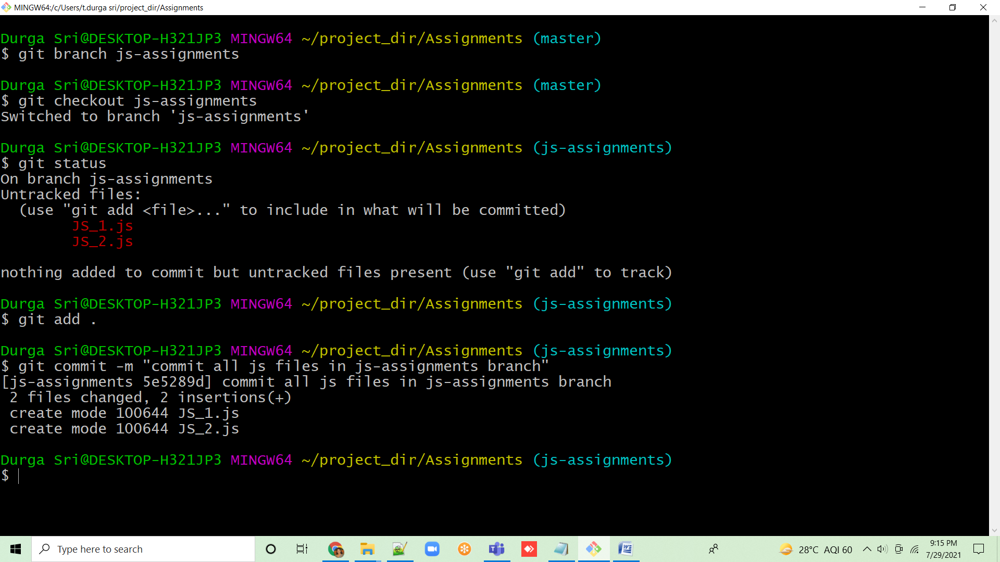 MINGW64:/c/Users/t.durga sri/project_dir/Assignments
Durga Sri@DESKTOP-H321JP3 MINGW64 ~/project_dir/Assignments (master)
$ git branch js-assignments
Durga Sri@DESKTOP-H321JP3 MINGW64 ~/project_dir/Assignments (master)
$ git checkout js-assignments
Switched to branch 'js-assignments'
Durga Sri@DESKTOP-H321JP3 MINGW64 ~/project_dir/Assignments (js-assignments)
$ git status
On branch js-assignments
Untracked files:
  (use "git add <file>..." to include in what will be committed)
        JS_1.js
        JS_2.js
nothing added to commit but untracked files present (use "git add" to track)
Durga Sri@DESKTOP-H321JP3 MINGW64 ~/project_dir/Assignments (js-assignments)
$ git add .
Durga Sri@DESKTOP-H321JP3 MINGW64 ~/project_dir/Assignments (js-assignments)
$ git commit -m "commit all js files in js-assignments branch"
[js-assignments 5e5289d] commit all js files in js-assignments branch
 2 files changed, 2 insertions(+)
 create mode 100644 JS_1.js
 create mode 100644 JS_2.js
Durga Sri@DESKTOP-H321JP3 MINGW64 ~/project_dir/Assignments (js-assignments)
$
Type here to search
28°C AQI 60
9:15 PM
7/29/2021